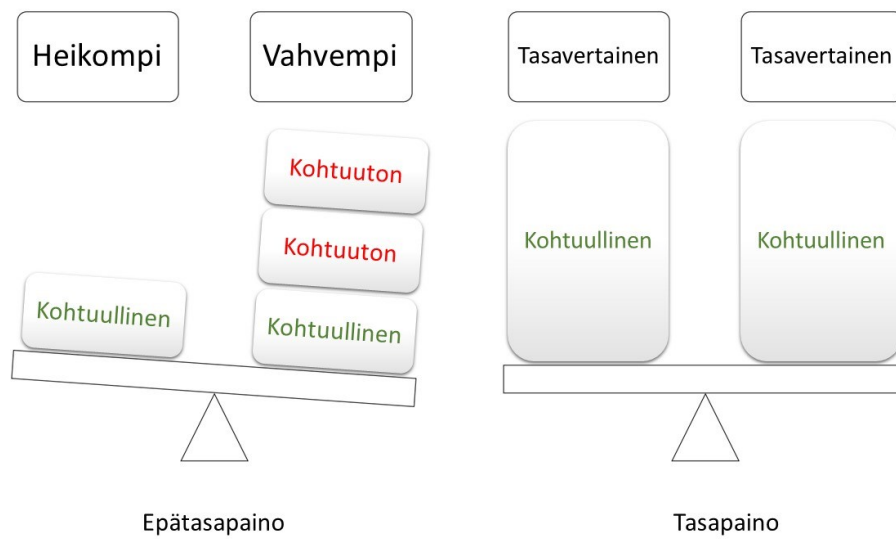 Heikompi
Vahvempi
Tasavertainen
Tasavertainen
Kohtuuton
Kohtuuton
Kohtuullinen
Kohtuullinen
Kohtuullinen
Kohtuullinen
Epätasapaino
Tasapaino